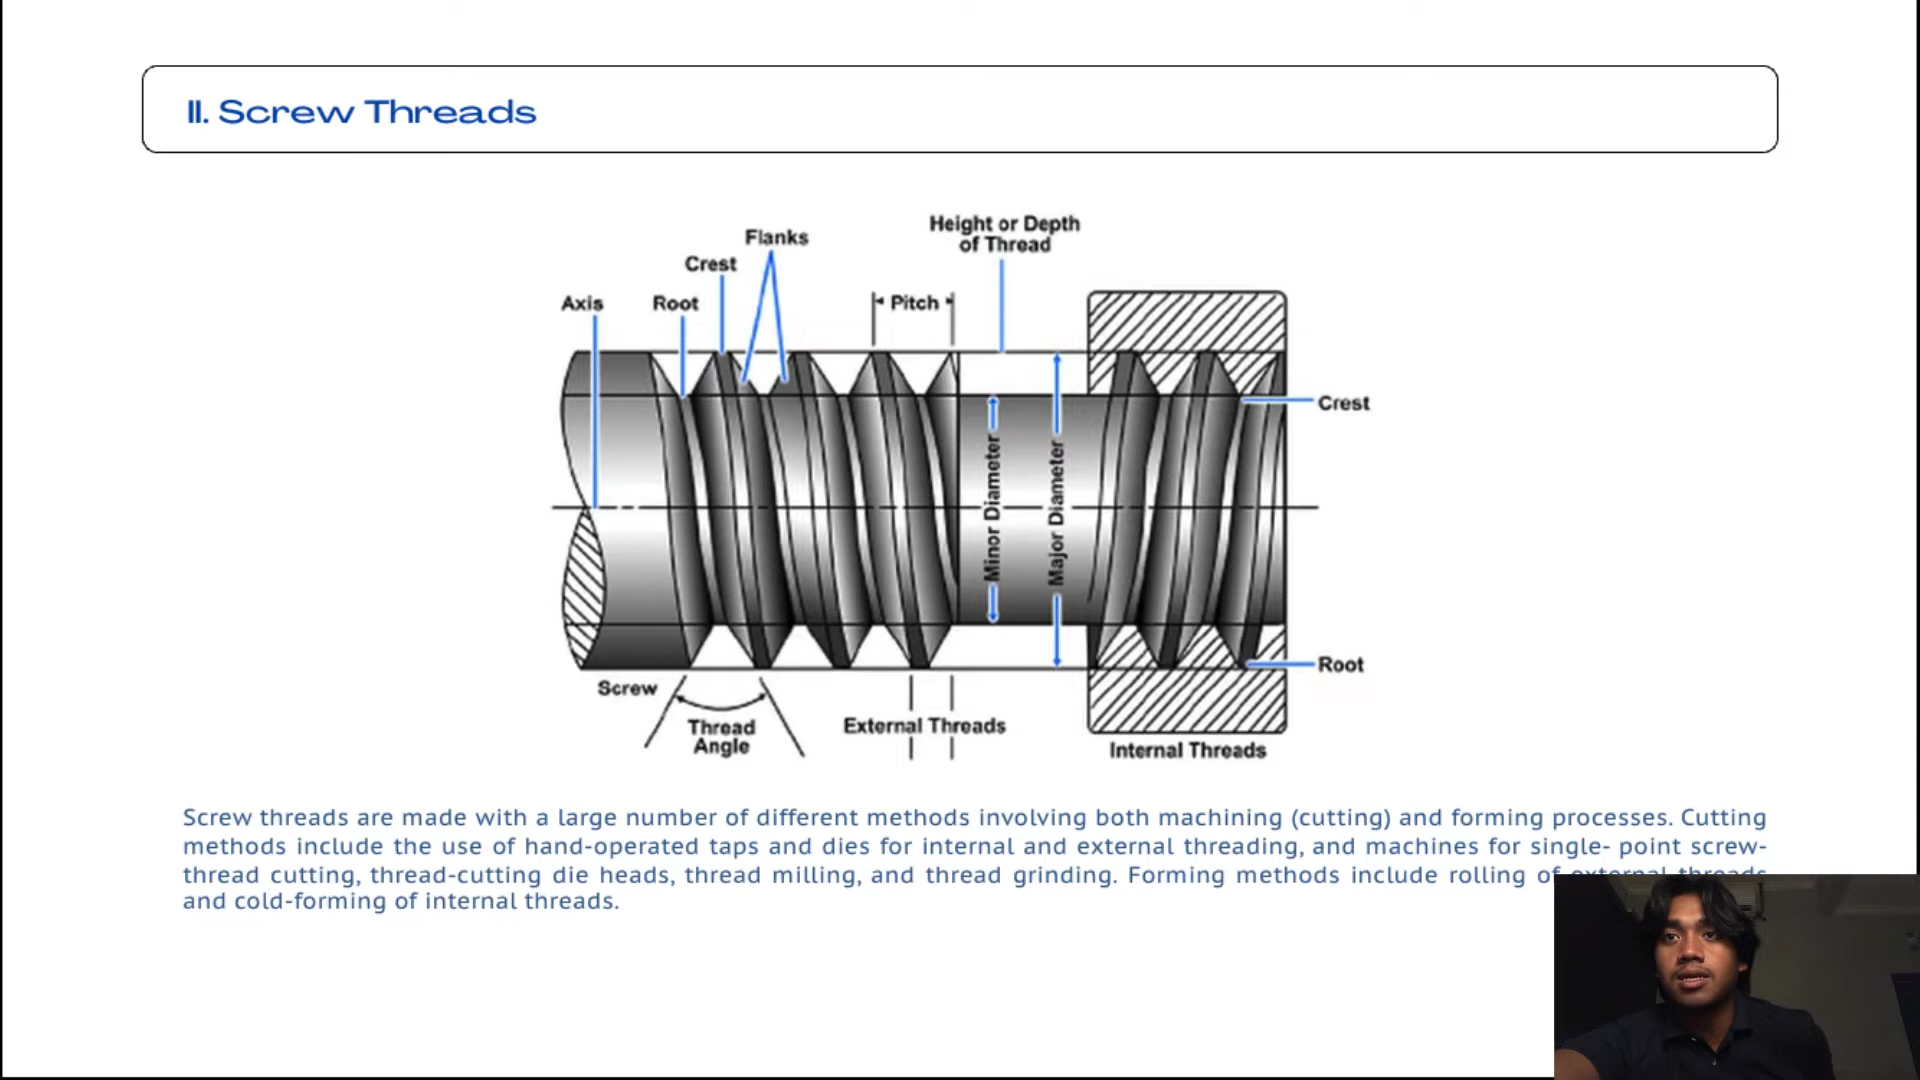 II. Screw Threads
Height or Depth
of Thread
Flanks
Crest
Axis
Root
Pitch
Crest
Minor Diameter
Major Diameter
Root
Screw
Thread
Angle
External Threads
Internal Threads
Screw threads are made with a large number of different methods involving both machining (cutting) and forming processes. Cutting
methods include the use of hand-operated taps and dies for internal and external threading, and machines for single- point screw-
thread cutting, thread-cutting die heads, thread milling, and thread grinding. Forming methods include rolling of external threads
and cold-forming of internal threads.